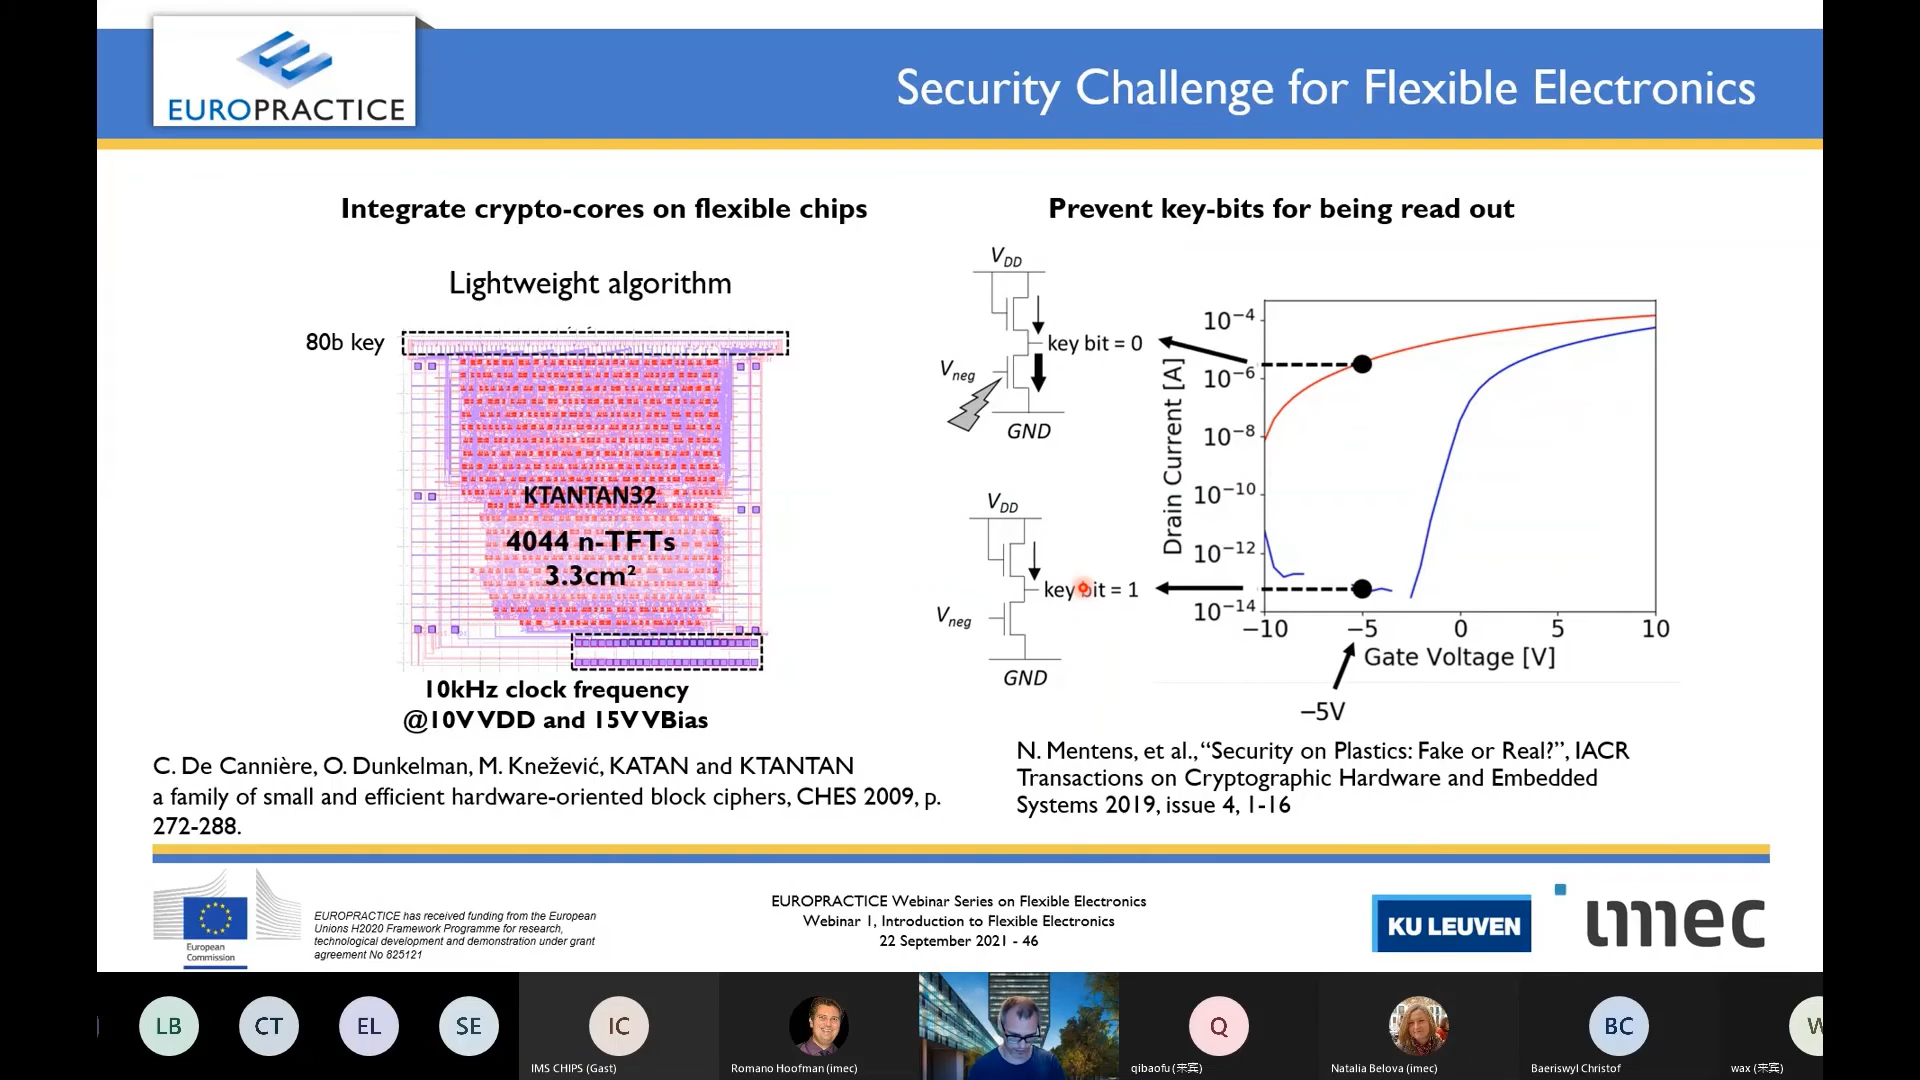 EUROPRACTICE
Security Challenge for Flexible Electronics
Integrate crypto-cores on flexible chips
Lightweight algorithm
80b key
KTANTAN32
4044 n-TFTs
3.3cm²
10kHz clock frequency
@10V VDD and 15V VBias
C. De Cannière, O. Dunkelman, M. Knežević, KATAN and KTANTAN
a family of small and efficient hardware-oriented block ciphers, CHES 2009, p.
272-288.
Prevent key-bits for being read out
VDD
key bit = 0
Vneg
GND
VDD
key bit = 1
Vneg
GND
Drain Current [A]
10−4
10−6
10−8
10−10
10−12
10−14
−10 −5 0 5 10
Gate Voltage [V]
−5V
N. Mentens, et al., “Security on Plastics: Fake or Real?”, IACR
Transactions on Cryptographic Hardware and Embedded
Systems 2019, issue 4, 1-16
European
Commission
EUROPRACTICE has received funding from the European
Unions H2020 Framework Programme for research,
technological development and demonstration under grant
agreement No 825121
EUROPRACTICE Webinar Series on Flexible Electronics
Webinar 1, Introduction to Flexible Electronics
22 September 2021 - 46
KU LEUVEN
imec
LB
CT
EL
SE
IC
IMS CHIPS (Gast)
Romano Hoofman (imec)
Q
qibaofu (来宾)
Natalia Belova (imec)
BC
Baeriswyl Christof
W
wax (来宾)